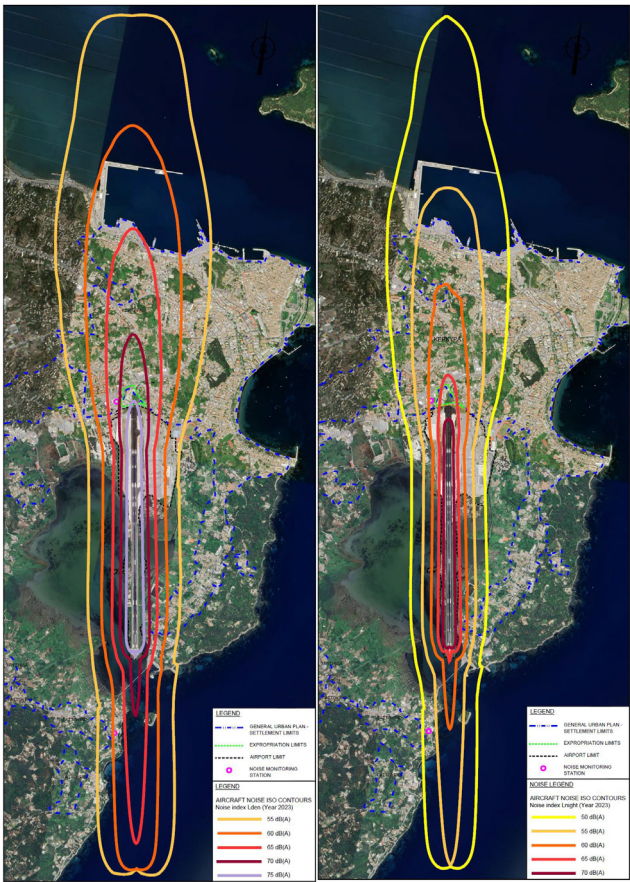 KERKYRA
LEGEND
GENERAL URBAN PLAN -
SETTLEMENT LIMITS
EXPROPRIATION LIMITS
AIRPORT LIMIT
NOISE MONITORING
STATION
LEGEND
AIRCRAFT NOISE ISO CONTOURS
Noise index Lden (Year 2023)
55 dB(A)
60 dB(A)
65 dB(A)
70 dB(A)
75 dB(A)
LEGEND
GENERAL URBAN PLAN -
SETTLEMENT LIMITS
EXPROPRIATION LIMITS
AIRPORT LIMIT
NOISE MONITORING
STATION
NOISE LEGEND
AIRCRAFT NOISE ISO CONTOURS
Noise index Lnight (Year 2023)
50 dB(A)
55 dB(A)
60 dB(A)
65 dB(A)
70 dB(A)